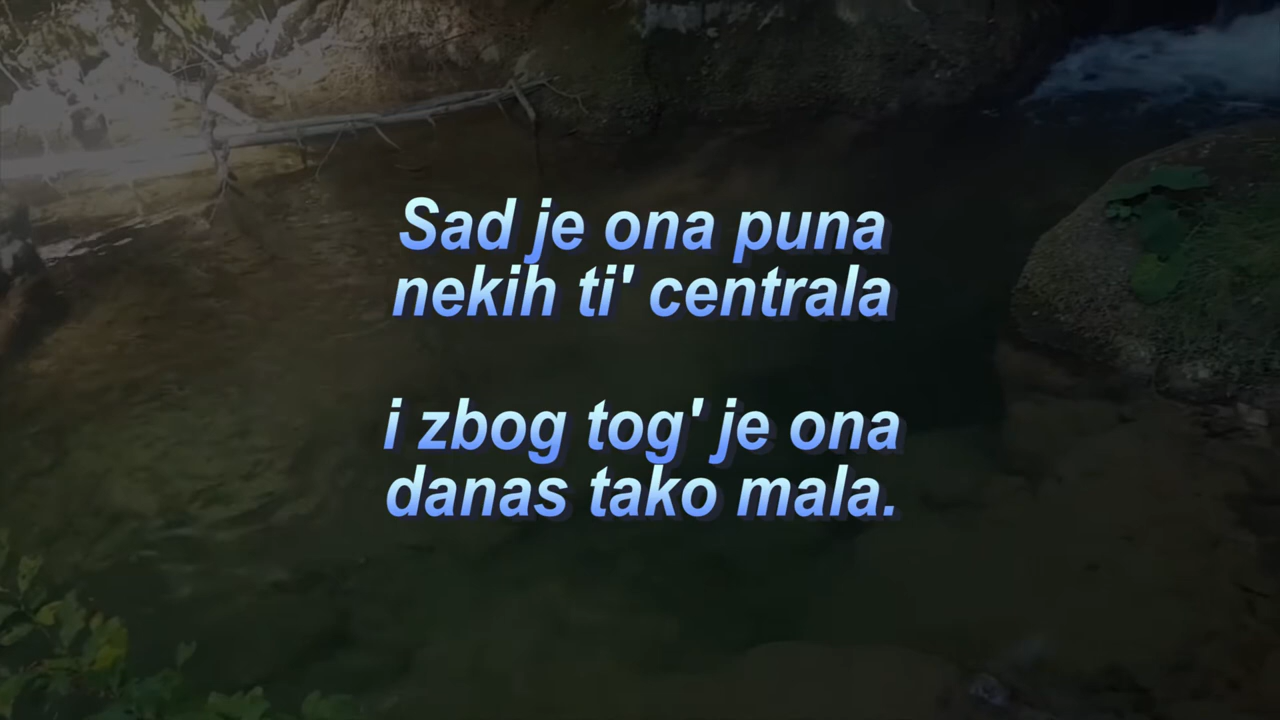 Sad je ona puna
nekih ti' centrala
i zbog tog' je ona
danas tako mala.